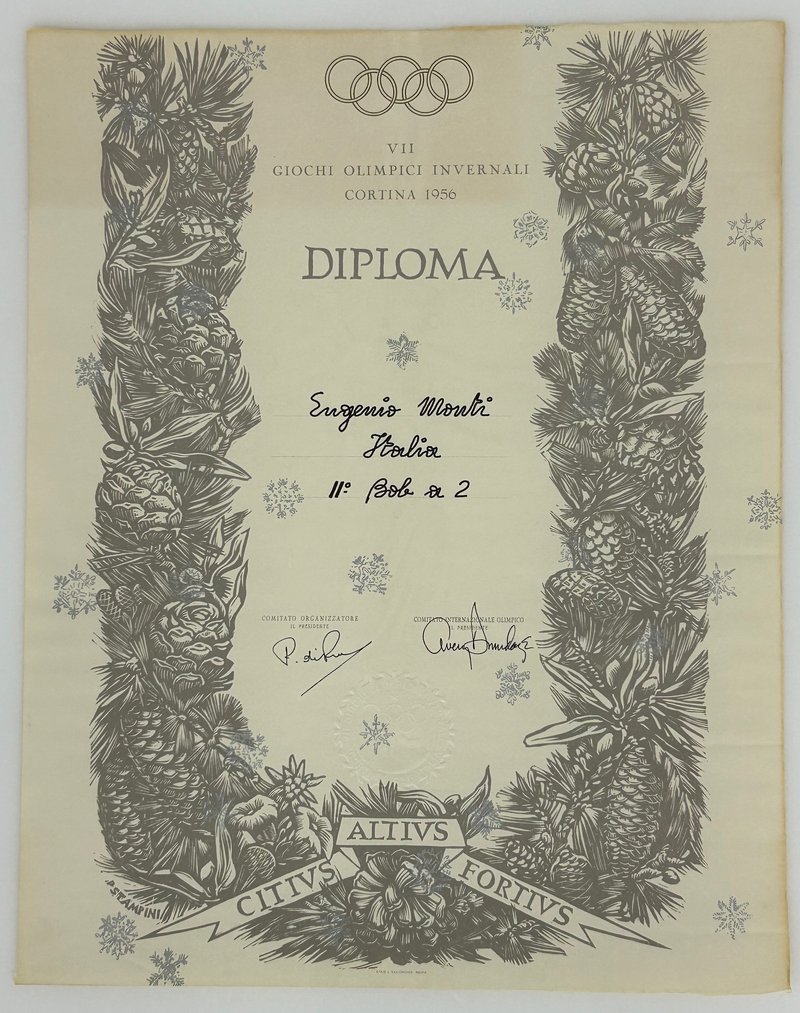 VII
GIOCHI OLIMPICI INVERNALI
CORTINA 1956
DIPLOMA
Eugenio Monti
Italia
II° Bob a 2
COMITATO ORGANIZZATORE
IL PRESIDENTE
COMITATO INTERNAZIONALE OLIMPICO
IL PRESIDENTE
CITIVS
ALTIVS
FORTIVS
P. STAMPINI